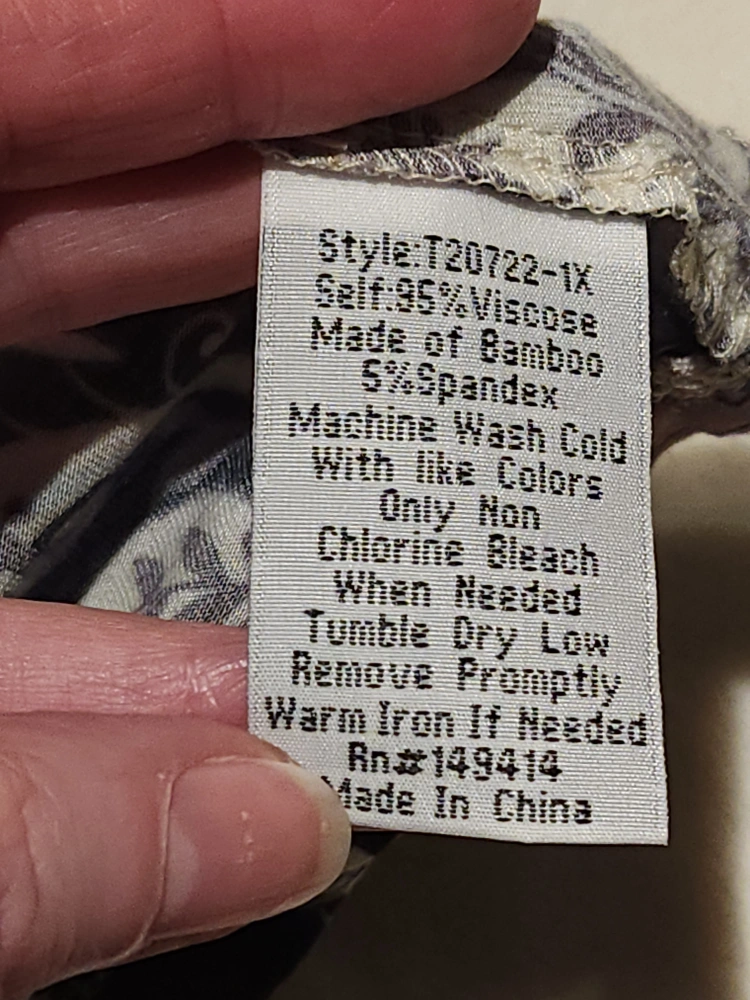 Style:T20722-1X
Self:95%Viscose
Made of Bamboo
5%Spandex
Machine Wash Cold
With like Colors
Only Non
Chlorine Bleach
When Needed
Tumble Dry Low
Remove Promptly
Warm Iron If Needed
Rn#149414
Made In China